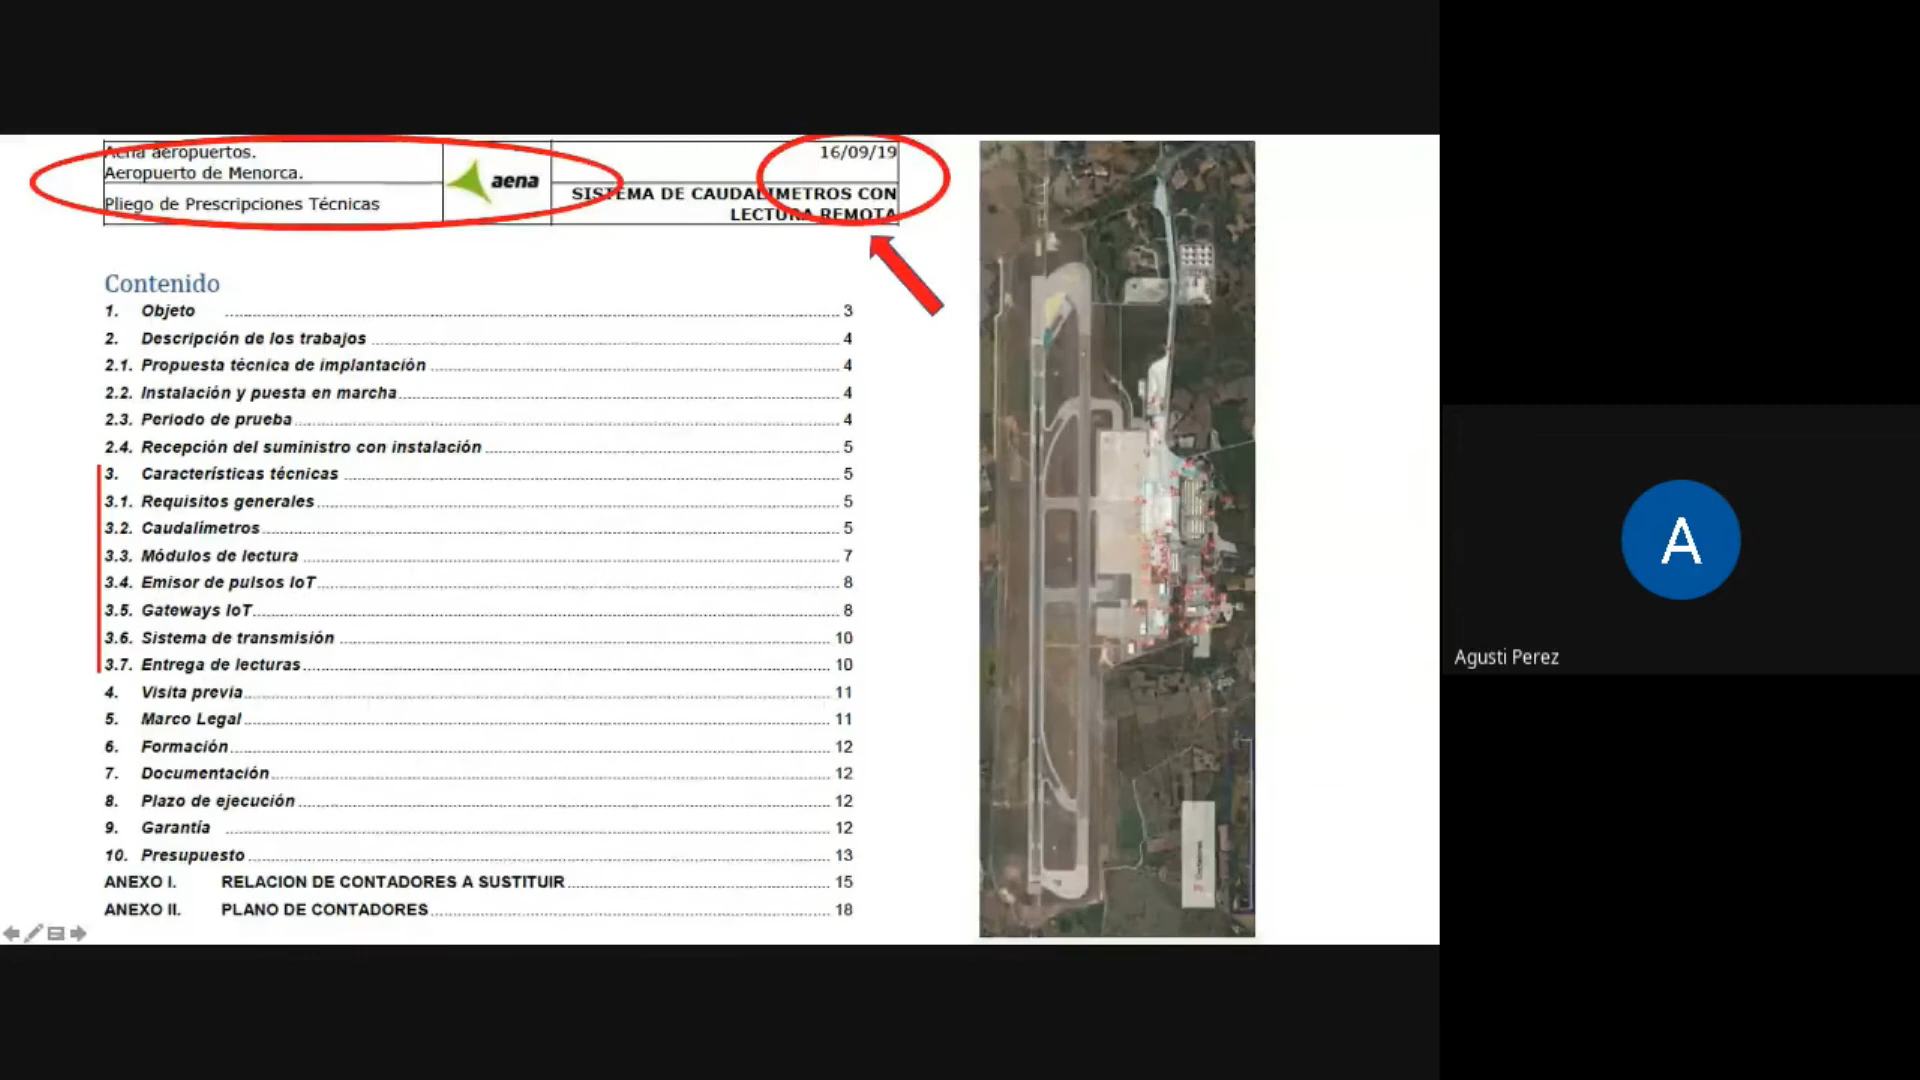 Aena aeropuertos.
Aeropuerto de Menorca.
Pliego de Prescripciones Técnicas
aena
16/09/19
SISTEMA DE CAUDALIMETROS CON
LECTURA REMOTA
Contenido
1. Objeto 3
2. Descripción de los trabajos 4
2.1. Propuesta técnica de implantación 4
2.2. Instalación y puesta en marcha 4
2.3. Periodo de prueba 4
2.4. Recepción del suministro con instalación 5
3. Características técnicas 5
3.1. Requisitos generales 5
3.2. Caudalímetros 5
3.3. Módulos de lectura 7
3.4. Emisor de pulsos IoT 8
3.5. Gateways IoT 8
3.6. Sistema de transmisión 10
3.7. Entrega de lecturas 10
4. Visita previa 11
5. Marco Legal 11
6. Formación 12
7. Documentación 12
8. Plazo de ejecución 12
9. Garantía 12
10. Presupuesto 13
ANEXO I. RELACION DE CONTADORES A SUSTITUIR 15
ANEXO II. PLANO DE CONTADORES 18
A
Agusti Perez